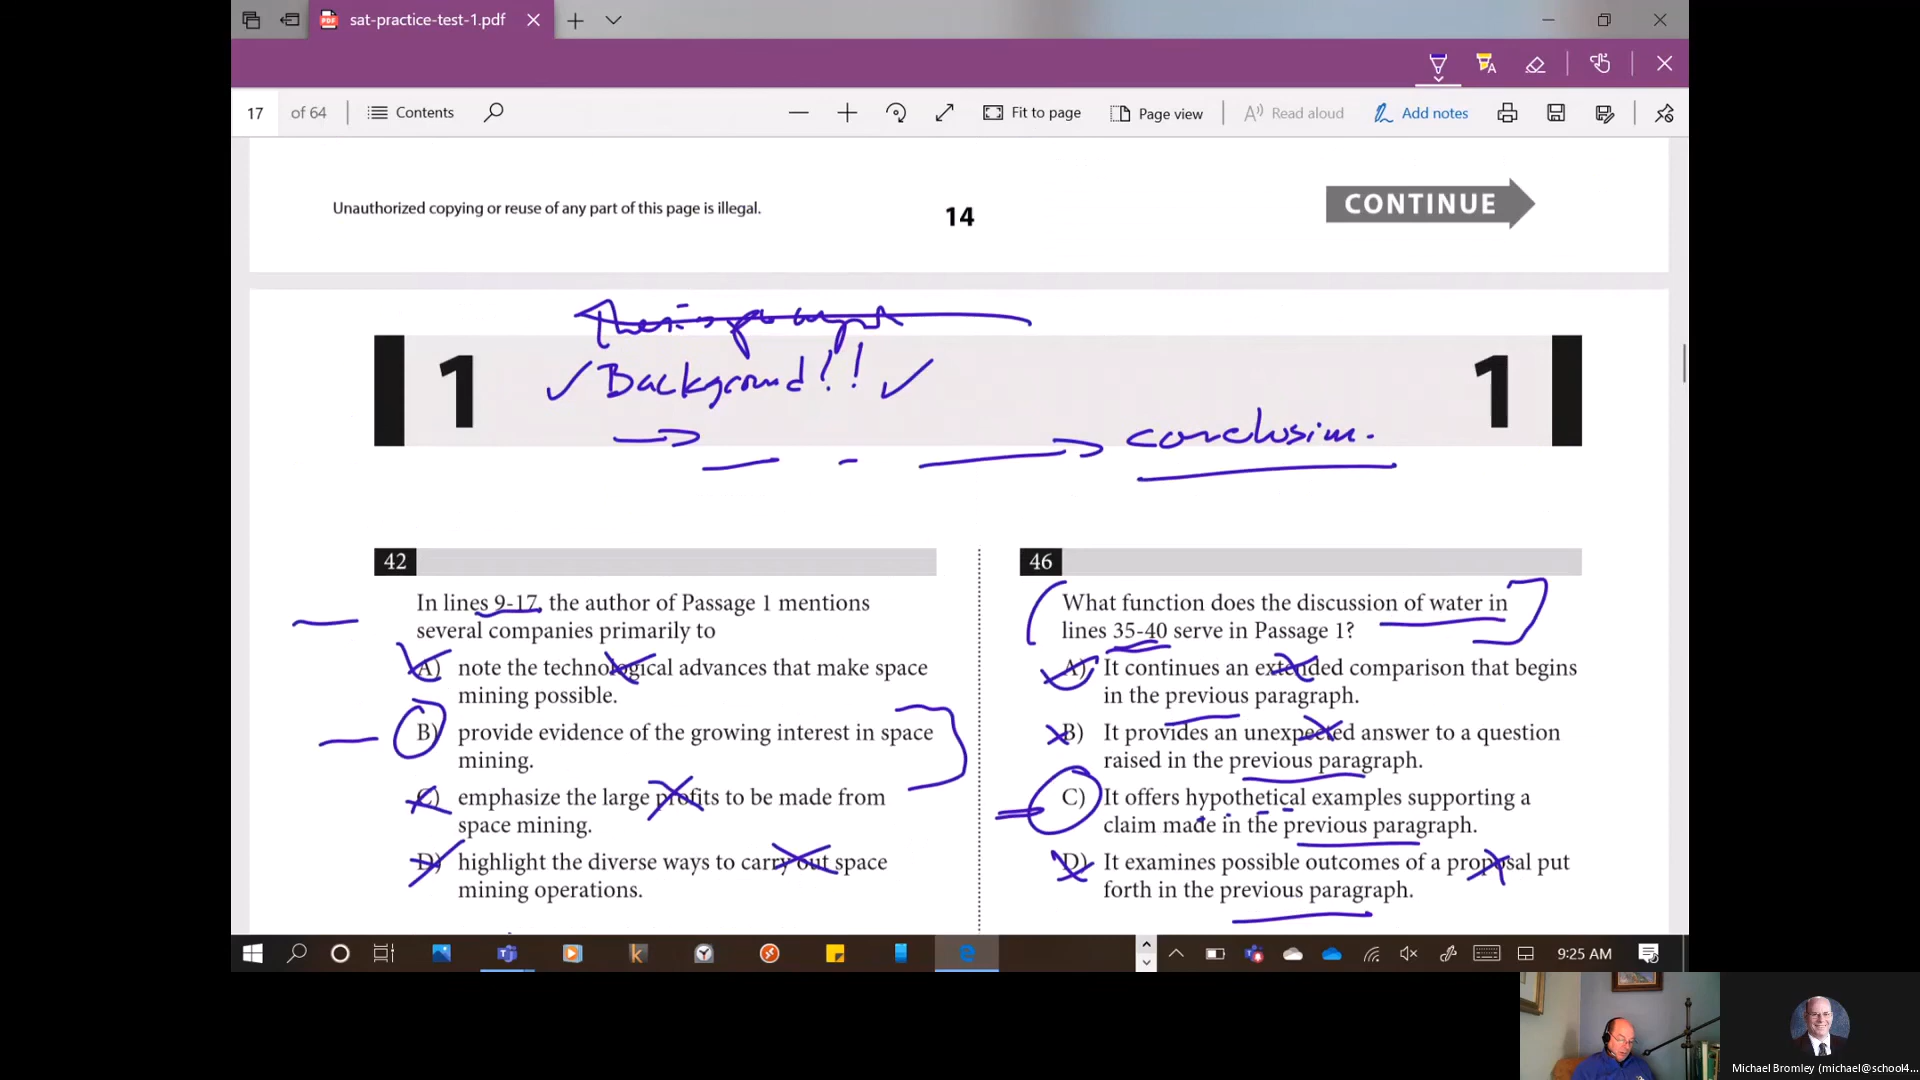 sat-practice-test-1.pdf
17 of 64 Contents Fit to page Page view Read aloud Add notes
Unauthorized copying or reuse of any part of this page is illegal.
14
CONTINUE
Background!!
1
1
conclusion.
42
In lines 9-17, the author of Passage 1 mentions
several companies primarily to
A) note the technological advances that make space
mining possible.
B) provide evidence of the growing interest in space
mining.
C) emphasize the large profits to be made from
space mining.
D) highlight the diverse ways to carry out space
mining operations.
46
What function does the discussion of water in
lines 35-40 serve in Passage 1?
A) It continues an extended comparison that begins
in the previous paragraph.
B) It provides an unexpected answer to a question
raised in the previous paragraph.
C) It offers hypothetical examples supporting a
claim made in the previous paragraph.
D) It examines possible outcomes of a proposal put
forth in the previous paragraph.
9:25 AM
Michael Bromley (michael@school4...